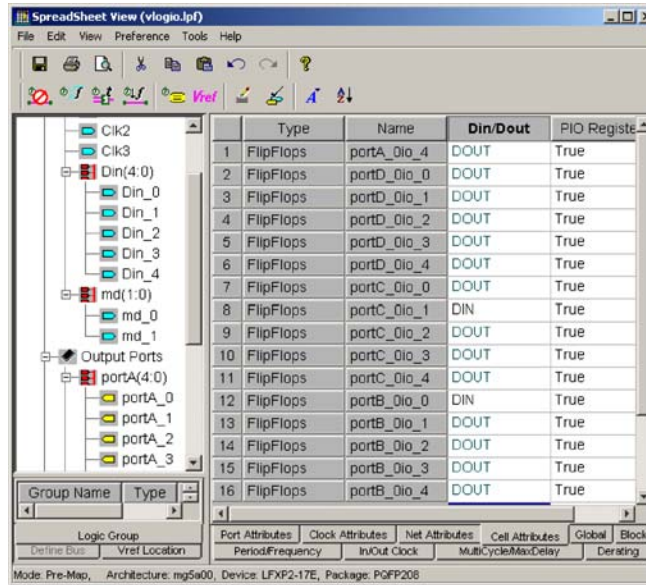 SpreadSheet View (vlogio.lpf)
File Edit View Preference Tools Help
Vref
Clk2
Clk3
Din(4:0)
Din_0
Din_1
Din_2
Din_3
Din_4
md(1:0)
md_0
md_1
Output Ports
portA(4:0)
portA_0
portA_1
portA_2
portA_3
Group Name Type
Logic Group
Define Bus Vref Location
Type Name Din/Dout PIO Registe
1 FlipFlops portA_0io_4 DOUT True
2 FlipFlops portD_0io_0 DOUT True
3 FlipFlops portD_0io_1 DOUT True
4 FlipFlops portD_0io_2 DOUT True
5 FlipFlops portD_0io_3 DOUT True
6 FlipFlops portD_0io_4 DOUT True
7 FlipFlops portC_0io_0 DOUT True
8 FlipFlops portC_0io_1 DIN True
9 FlipFlops portC_0io_2 DOUT True
10 FlipFlops portC_0io_3 DOUT True
11 FlipFlops portC_0io_4 DOUT True
12 FlipFlops portB_0io_0 DIN True
13 FlipFlops portB_0io_1 DOUT True
14 FlipFlops portB_0io_2 DOUT True
15 FlipFlops portB_0io_3 DOUT True
16 FlipFlops portB_0io_4 DOUT True
Port Attributes Clock Attributes Net Attributes Cell Attributes Global Block
Period/Frequency In/Out Clock MultiCycle/MaxDelay Derating
Mode: Pre-Map, Architecture: mg5a00, Device: LFXP2-17E, Package: PQFP208